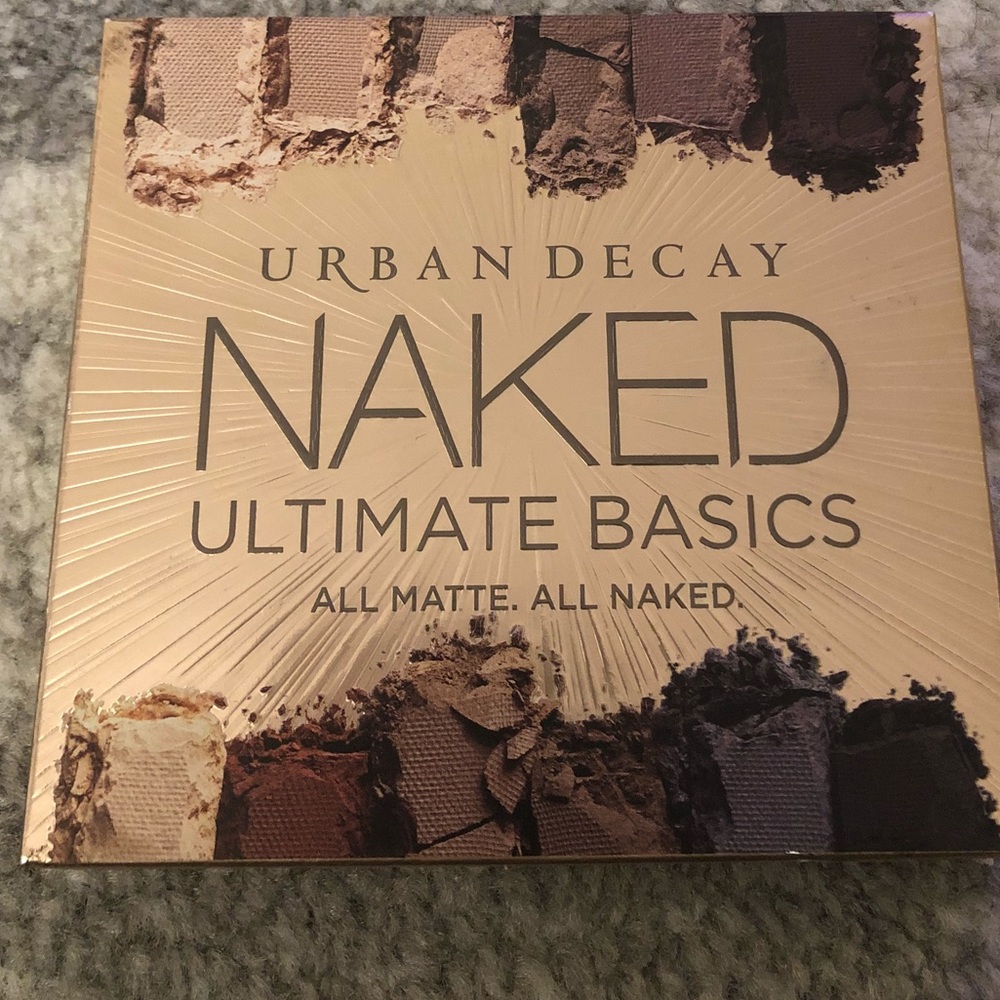 URBAN DECAY
NAKED
ULTIMATE BASICS
ALL MATTE. ALL NAKED.